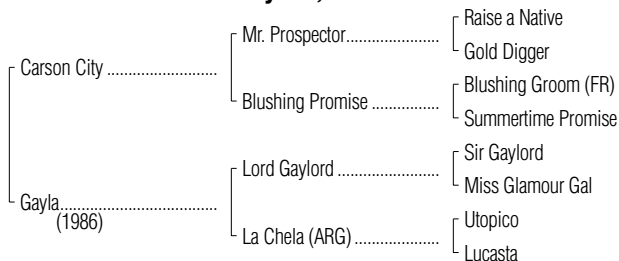 Raise a Native
Mr. Prospector....................
Gold Digger
Carson City ........................
Blushing Groom (FR)
Blushing Promise ...............
Summertime Promise
Sir Gaylord
Lord Gaylord ......................
Miss Glamour Gal
Gayla..................................
(1986)
Utopico
La Chela (ARG) ...................
Lucasta